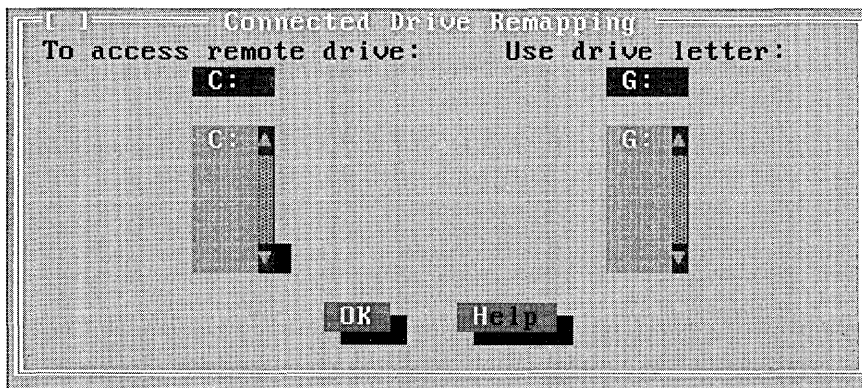 [ ] Connected Drive Remapping
To access remote drive: Use drive letter:
C: G:
C: G:
OK Help